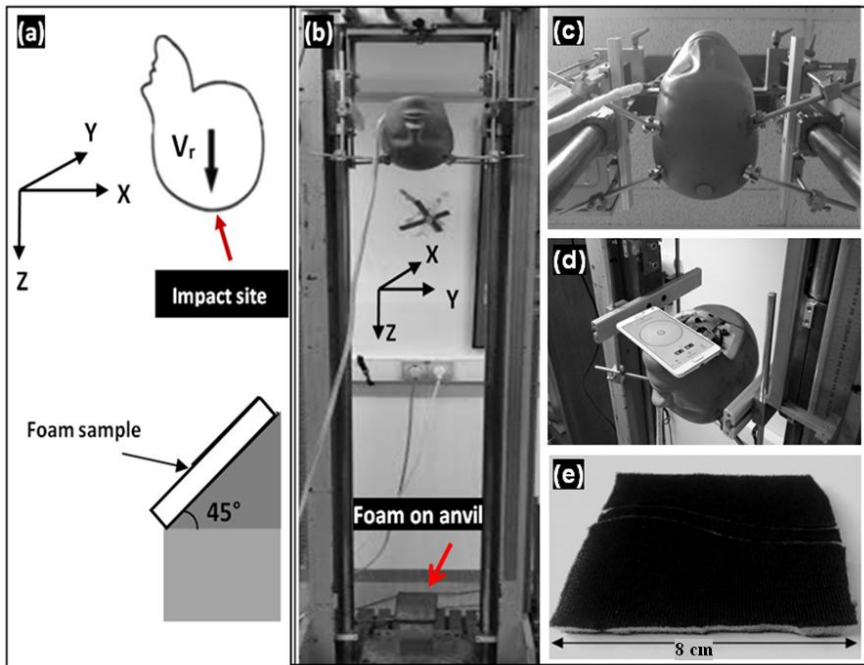 (a)
Y
X
Z
Vr
Impact site
Foam sample
45°
(b)
X
Y
Z
Foam on anvil
(c)
(d)
(e)
8 cm